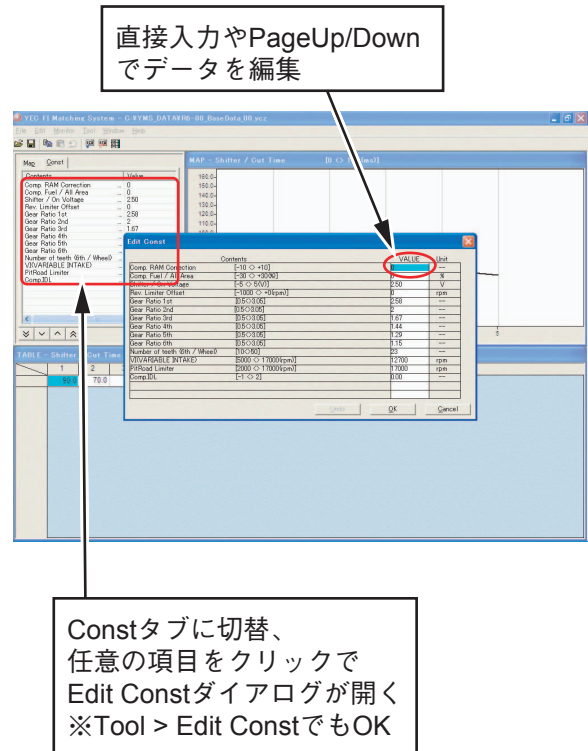 直接入力やPageUp/Down
でデータを編集
YEC FI Matching System - C:¥YMS_DATA¥R6-08_BaseData_00.ycz
File Edit Monitor Tool Window Help
Map Const
Contents Value
Comp. RAM Correction ... 0
Comp. Fuel / All Area ... 0
Shifter / On Voltage ... 2.50
Rev. Limiter Offset ... 0
Gear Ratio 1st ... 2.58
Gear Ratio 2nd ... 2
Gear Ratio 3rd ... 1.67
Gear Ratio 4th
Gear Ratio 5th
Gear Ratio 6th
Number of teeth (6th / Wheel)
VI(VARIABLE INTAKE)
PitRoad Limiter
Comp.IDL
MAP - Shifter / Cut Time
160.0
150.0
140.0
130.0
120.0
110.0
Edit Const
Contents VALUE Unit
Comp. RAM Correction [-10 <> +10] 0 ---
Comp. Fuel / All Area [-30 <> +30(%)] 0 %
Shifter / On Voltage [-5 <> 5(V)] 2.50 V
Rev. Limiter Offset [-1000 <> +0(rpm)] 0 rpm
Gear Ratio 1st [0.5<>3.05] 2.58 ---
Gear Ratio 2nd [0.5<>3.05] 2 ---
Gear Ratio 3rd [0.5<>3.05] 1.67 ---
Gear Ratio 4th [0.5<>3.05] 1.44 ---
Gear Ratio 5th [0.5<>3.05] 1.29 ---
Gear Ratio 6th [0.5<>3.05] 1.15 ---
Number of teeth (6th / Wheel) [10<>50] 23 ---
VI(VARIABLE INTAKE) [5000 <> 17000(rpm)] 12700 rpm
PitRoad Limiter [2000 <> 17000(rpm)] 17000 rpm
Comp.IDL [-1 <> 2] 0.00 ---
Undo OK Cancel
TABLE - Shifter / Cut Time
1 2
90.0 70.0
Constタブに切替、
任意の項目をクリックで
Edit Constダイアログが開く
※Tool > Edit ConstでもOK